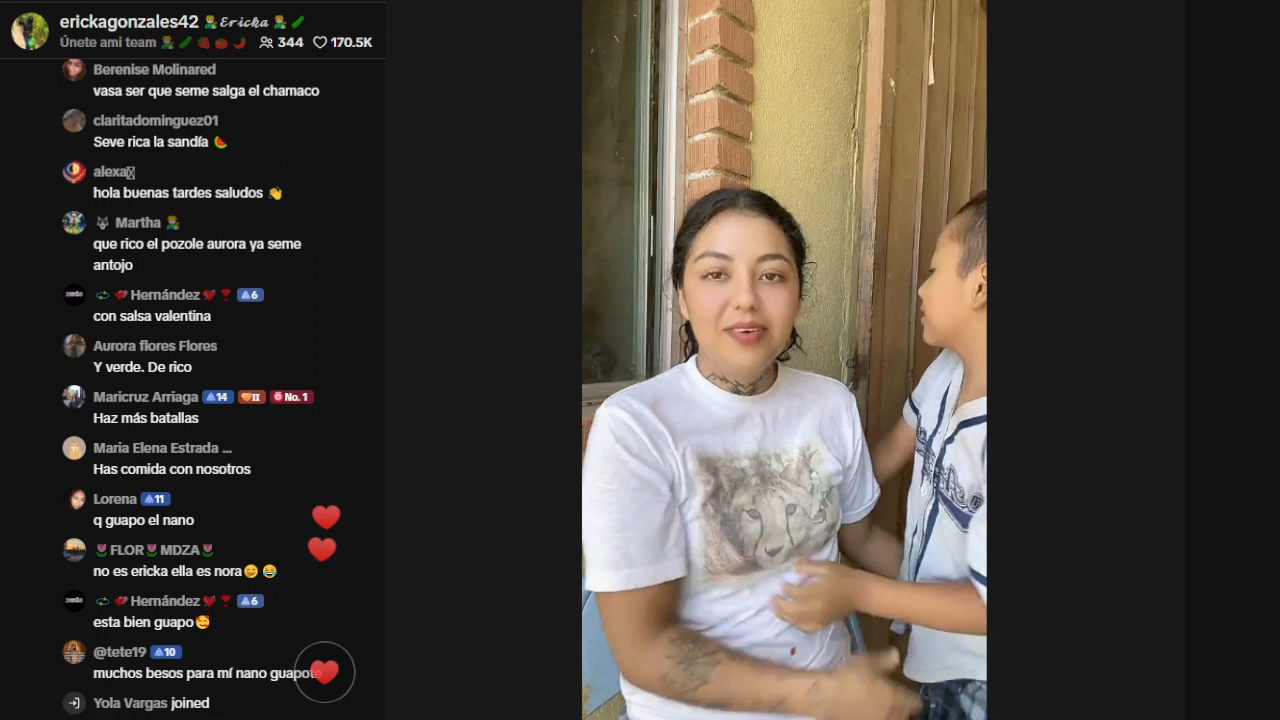 erickagonzales42 👨‍🌾𝓔𝓻𝓲𝓬𝓴𝓪👨‍🌾🥒
Únete ami team 👨‍🌾🥒🍓🍅🌶️ 344 170.5K
Berenise Molinared
vasa ser que seme salga el chamaco
claritadominguez01
Seve rica la sandía 🍉
alexa
hola buenas tardes saludos 👏
🐺 Martha 👨‍🌾
que rico el pozole aurora ya seme
antojo
Hernández 6
con salsa valentina
Aurora flores Flores
Y verde. De rico
Maricruz Arriaga 14 II No. 1
Haz más batallas
Maria Elena Estrada ...
Has comida con nosotros
Lorena 11
q guapo el nano
🌷FLOR🌷MDZA🌷
no es ericka ella es nora😊😂
Hernández 6
esta bien guapo🥰
@tete19 10
muchos besos para mí nano guapote
Yola Vargas joined